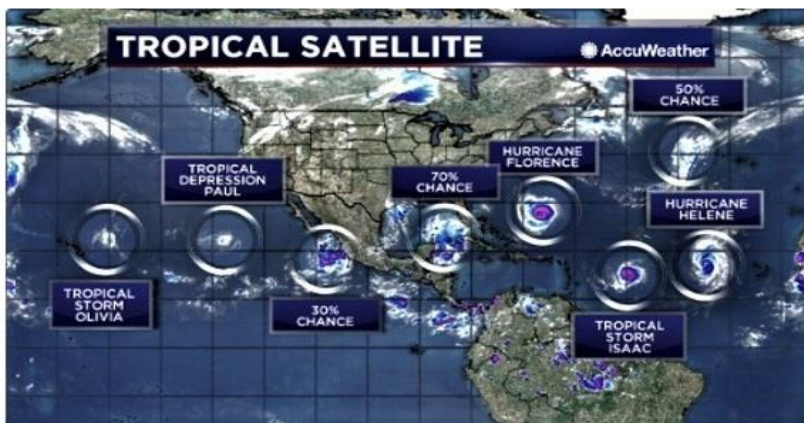 TROPICAL SATELLITE
AccuWeather
50%
CHANCE
HURRICANE
FLORENCE
70%
CHANCE
TROPICAL
DEPRESSION
PAUL
HURRICANE
HELENE
TROPICAL
STORM
OLIVIA
30%
CHANCE
TROPICAL
STORM
ISAAC